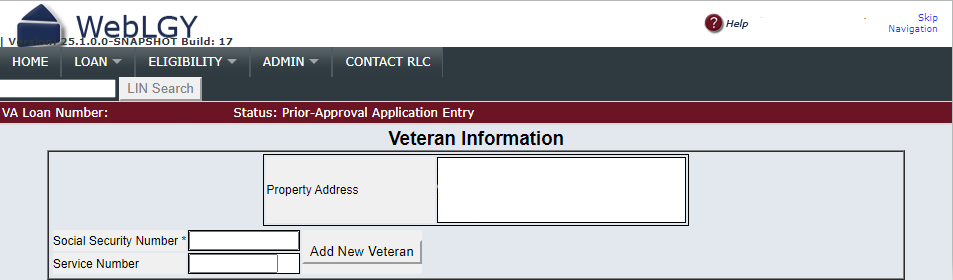 WebLGY
Help
Skip
Navigation
| Version 25.1.0.0-SNAPSHOT Build: 17
HOME LOAN ELIGIBILITY ADMIN CONTACT RLC
LIN Search
VA Loan Number: Status: Prior-Approval Application Entry
Veteran Information
Property Address
Social Security Number *
Add New Veteran
Service Number